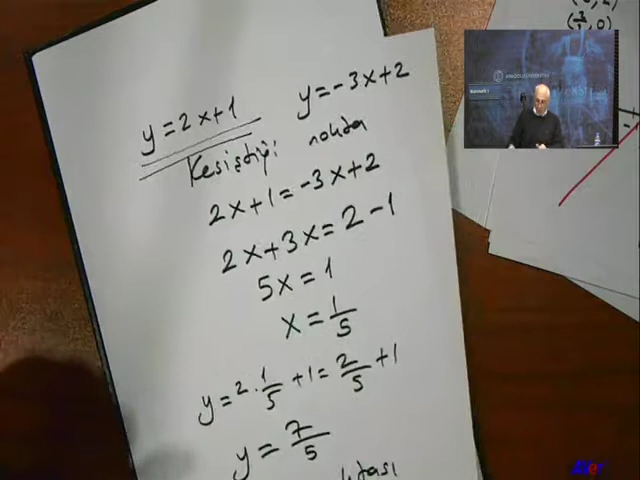 y=2x+1
y=-3x+2
Kesiştiği nokta
2x+1=-3x+2
2x+3x=2-1
5x=1
x=1/5
y=2·1/5+1=2/5+1
y=7/5